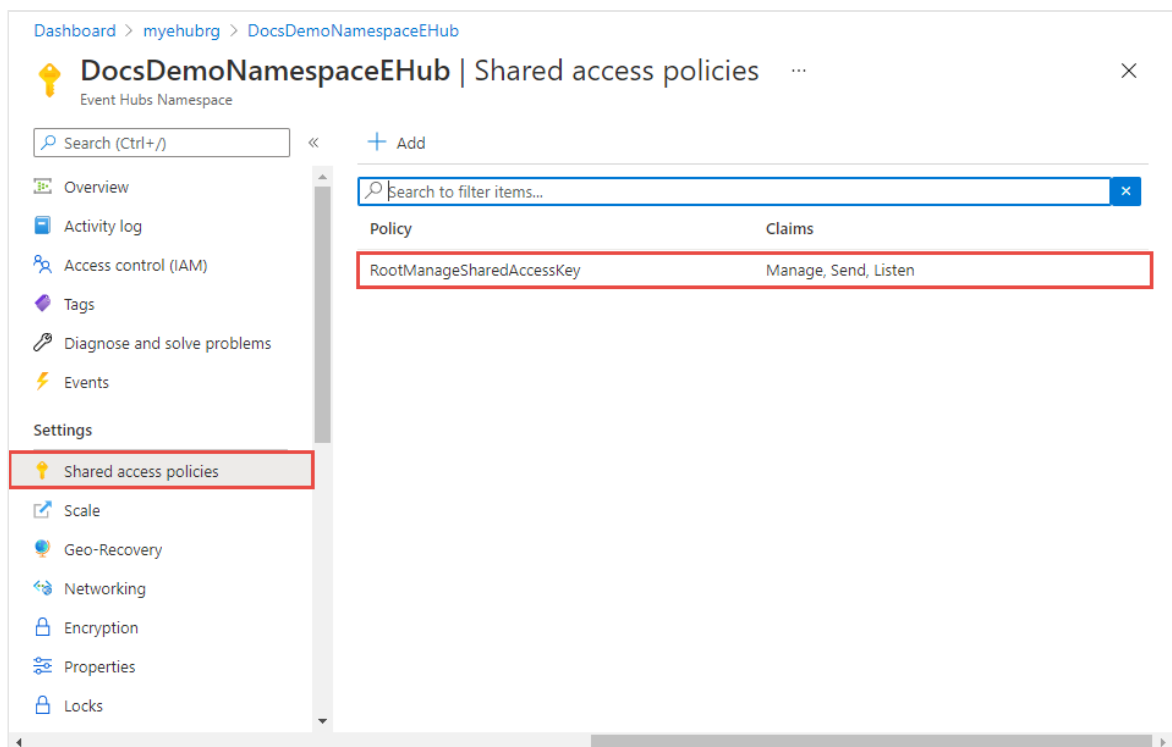 Dashboard > myehubrg > DocsDemoNamespaceEHub
DocsDemoNamespaceEHub | Shared access policies ...
Event Hubs Namespace
Search (Ctrl+/)
«
Add
Overview
Activity log
Access control (IAM)
Tags
Diagnose and solve problems
Events
Settings
Shared access policies
Scale
Geo-Recovery
Networking
Encryption
Properties
Locks
Search to filter items...
Policy Claims
RootManageSharedAccessKey Manage, Send, Listen